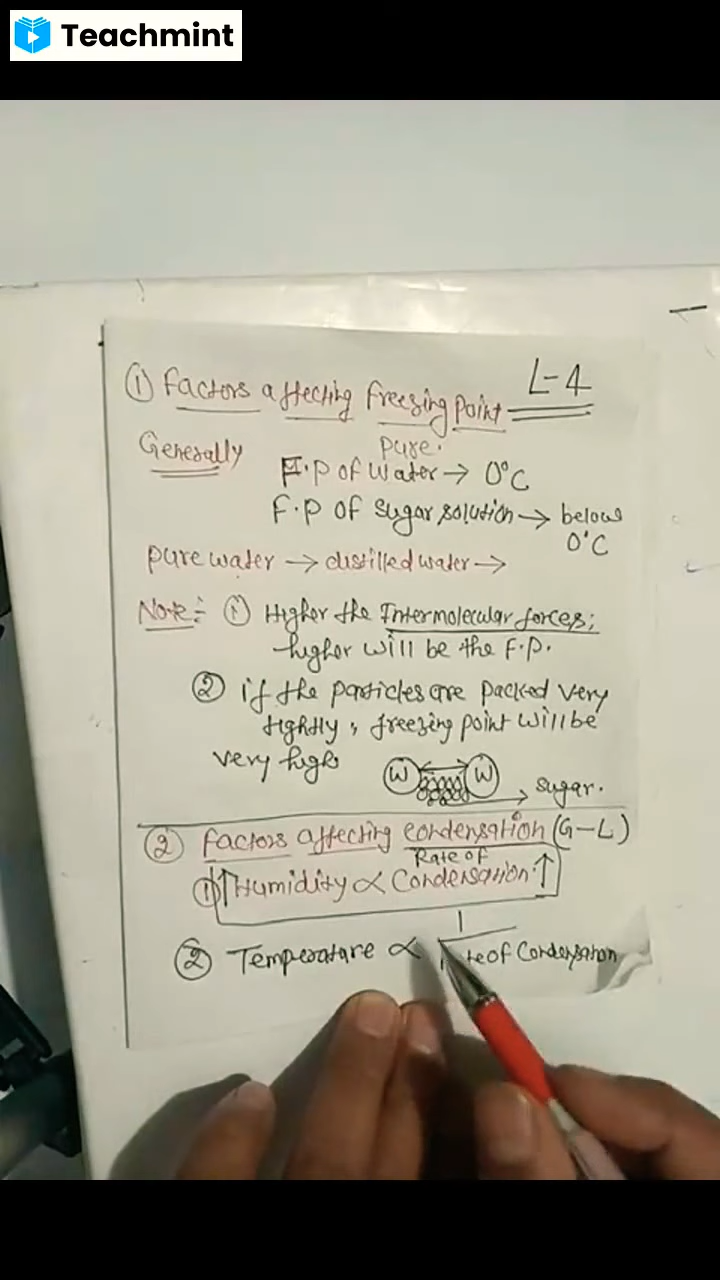 Teachmint
L-4
① Factors affecting Freezing Point
Generally
Pure.
F.P of Water → 0°C
F.P OF Sugar solution → below
0°C
pure water → distilled water →
Note:- ① Higher the Intermolecular forces;
higher will be the F.P.
② if the particles are packed very
tightly, freezing point will be
very high
W W
sugar.
② Factors affecting condensation (G-L)
Rate of
① ↑Humidity ∝ Condensation ↑
1
② Temperature ∝ of Condensation